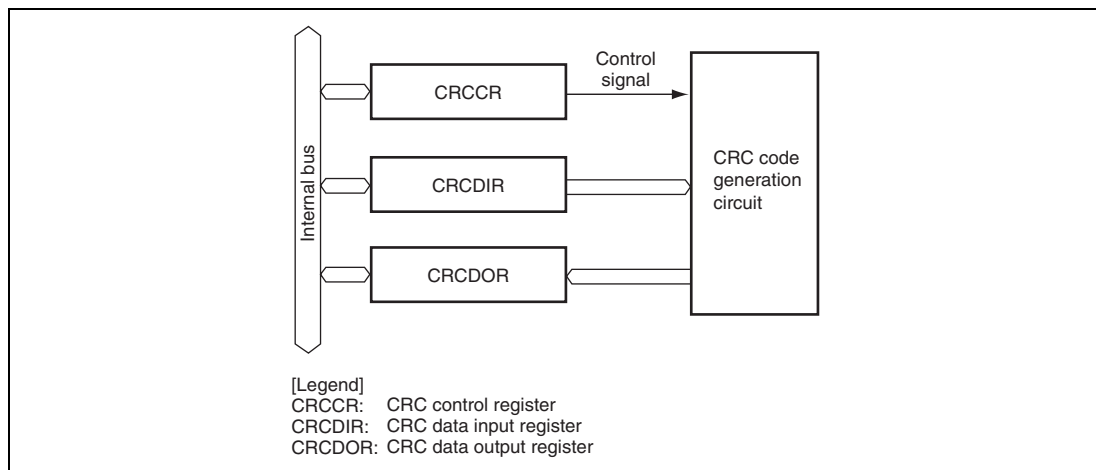 Control
signal
CRCCR
CRCDIR
CRCDOR
Internal bus
CRC code
generation
circuit
[Legend]
CRCCR: CRC control register
CRCDIR: CRC data input register
CRCDOR: CRC data output register